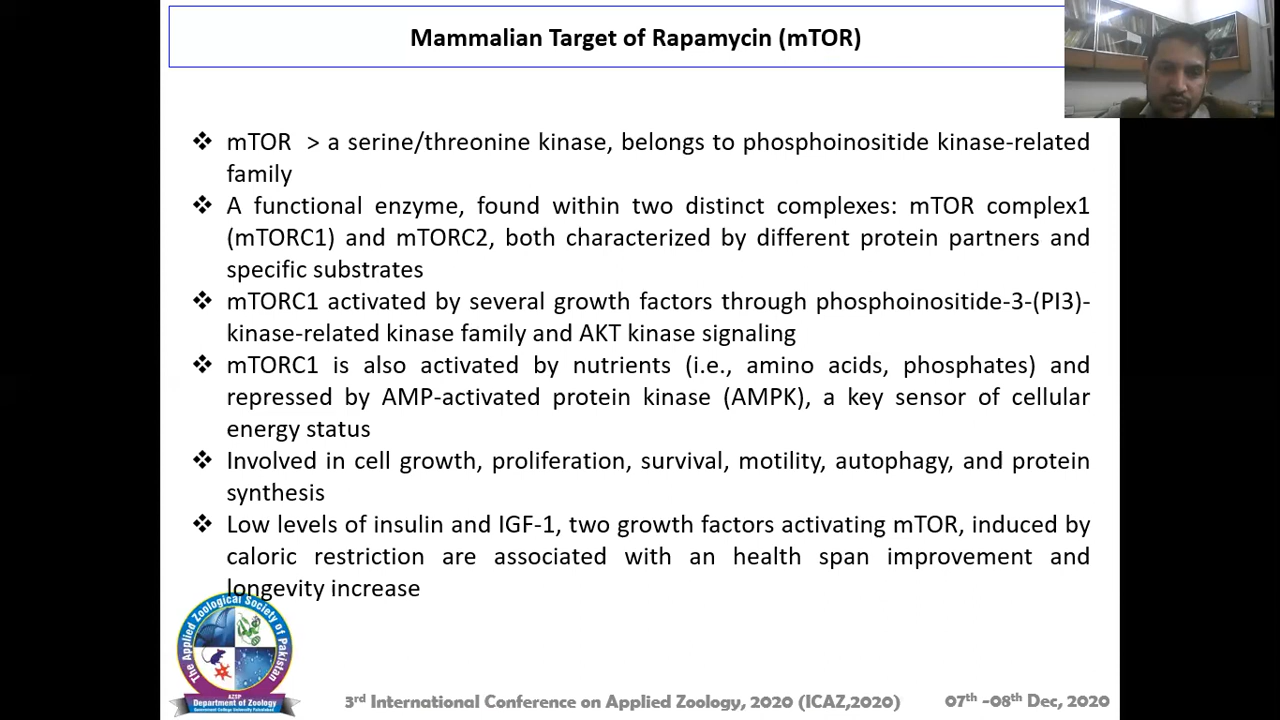 Mammalian Target of Rapamycin (mTOR)
❖ mTOR > a serine/threonine kinase, belongs to phosphoinositide kinase-related
family
❖ A functional enzyme, found within two distinct complexes: mTOR complex1
(mTORC1) and mTORC2, both characterized by different protein partners and
specific substrates
❖ mTORC1 activated by several growth factors through phosphoinositide-3-(PI3)-
kinase-related kinase family and AKT kinase signaling
❖ mTORC1 is also activated by nutrients (i.e., amino acids, phosphates) and
repressed by AMP-activated protein kinase (AMPK), a key sensor of cellular
energy status
❖ Involved in cell growth, proliferation, survival, motility, autophagy, and protein
synthesis
❖ Low levels of insulin and IGF-1, two growth factors activating mTOR, induced by
caloric restriction are associated with an health span improvement and
longevity increase
The Applied Zoological Society of Pakistan
AZSP
Department of Zoology
Government College University Faisalabad
3rd International Conference on Applied Zoology, 2020 (ICAZ,2020)
07th -08th Dec, 2020